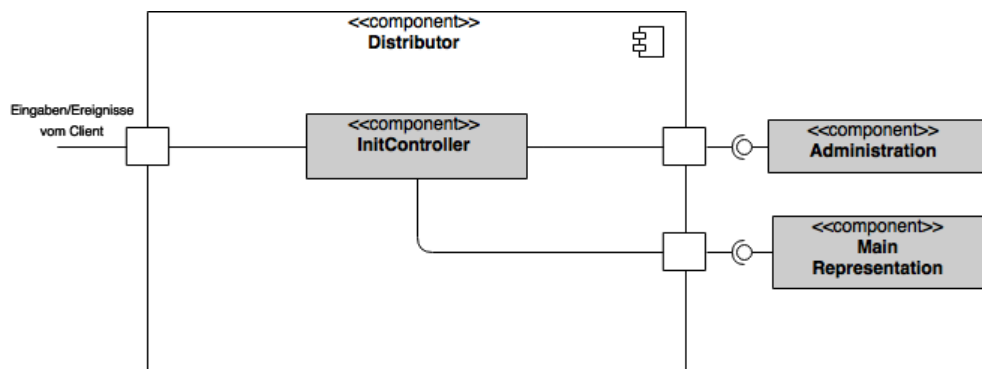 <<component>>
Distributor
Eingaben/Ereignisse
vom Client
<<component>>
InitController
<<component>>
Administration
<<component>>
Main
Representation